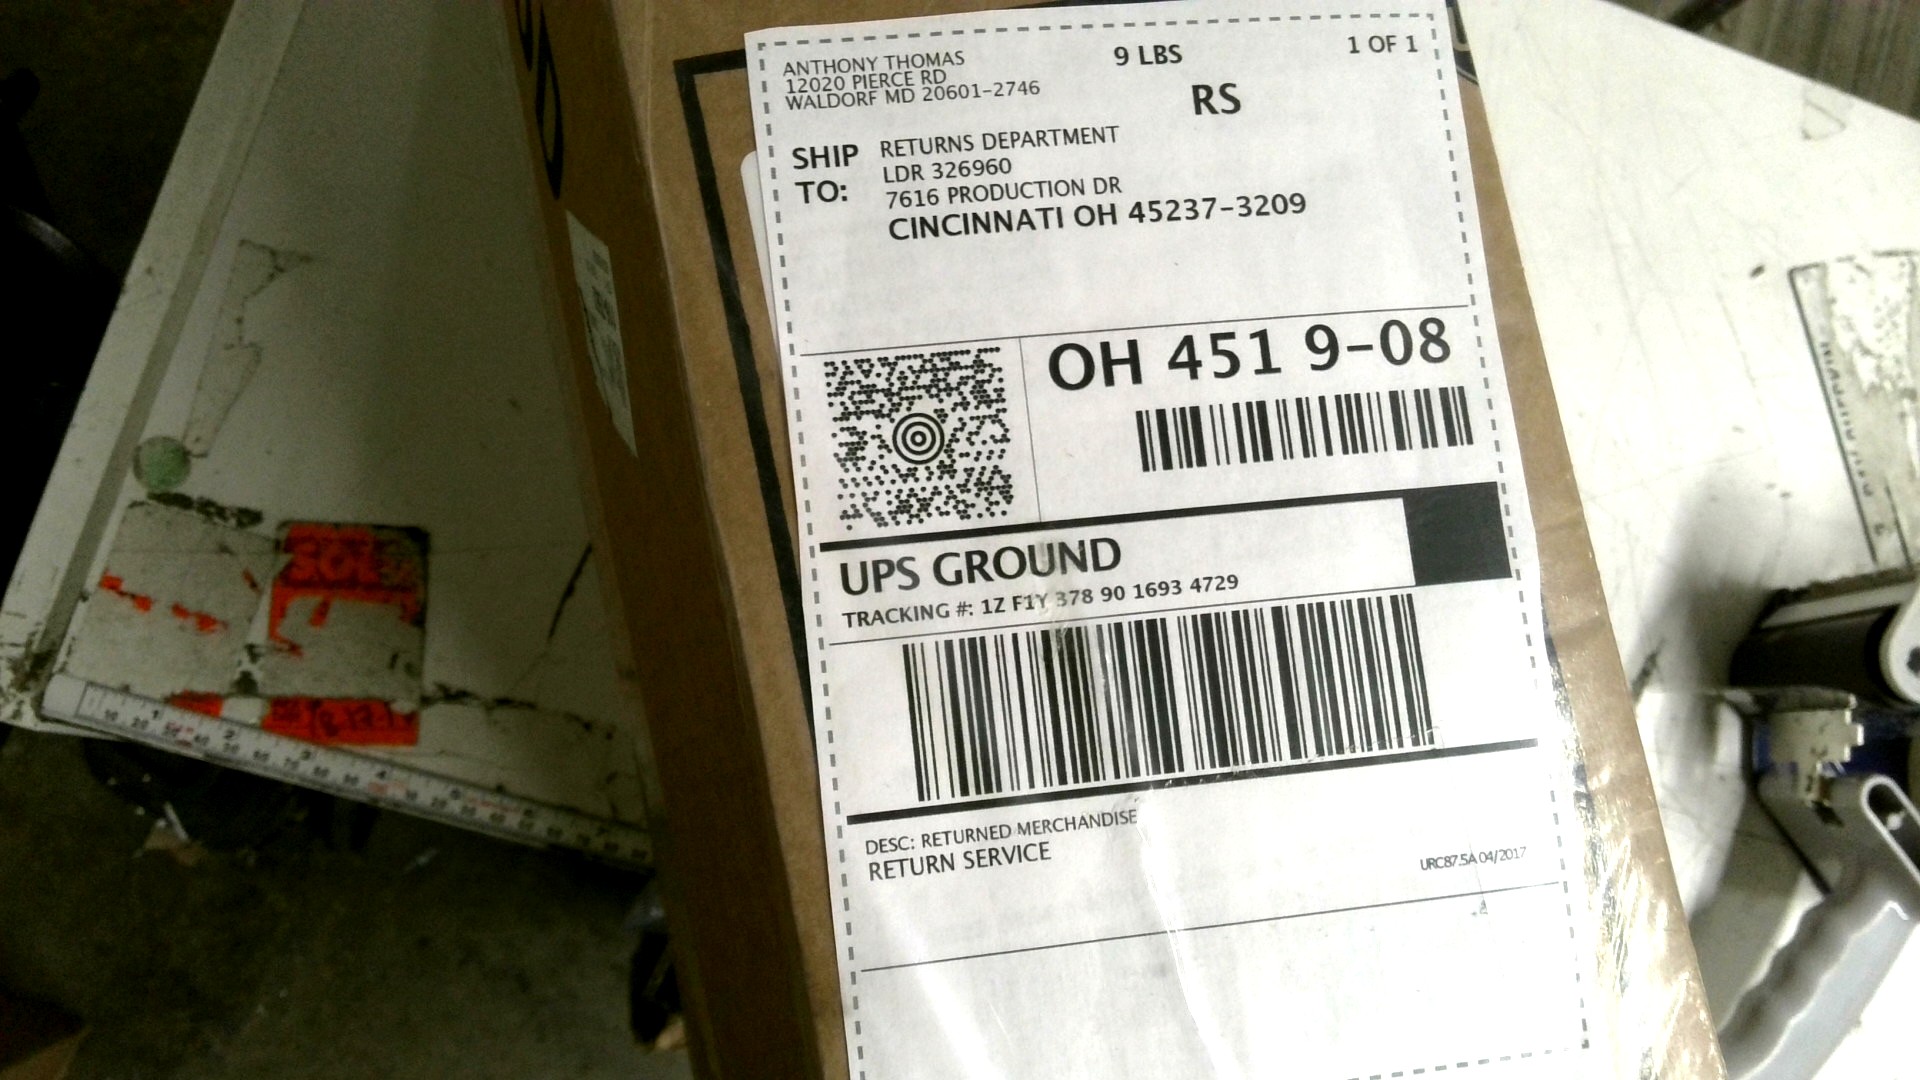 ANTHONY THOMAS
12020 PIERCE RD
WALDORF MD 20601-2746
9 LBS
1 OF 1
RS
SHIP TO:
RETURNS DEPARTMENT
LDR 326960
7616 PRODUCTION DR
CINCINNATI OH 45237-3209
OH 451 9-08
UPS GROUND
TRACKING #: 1Z F1Y 378 90 1693 4729
DESC: RETURNED MERCHANDISE
RETURN SERVICE
URC87.5A 04/2017